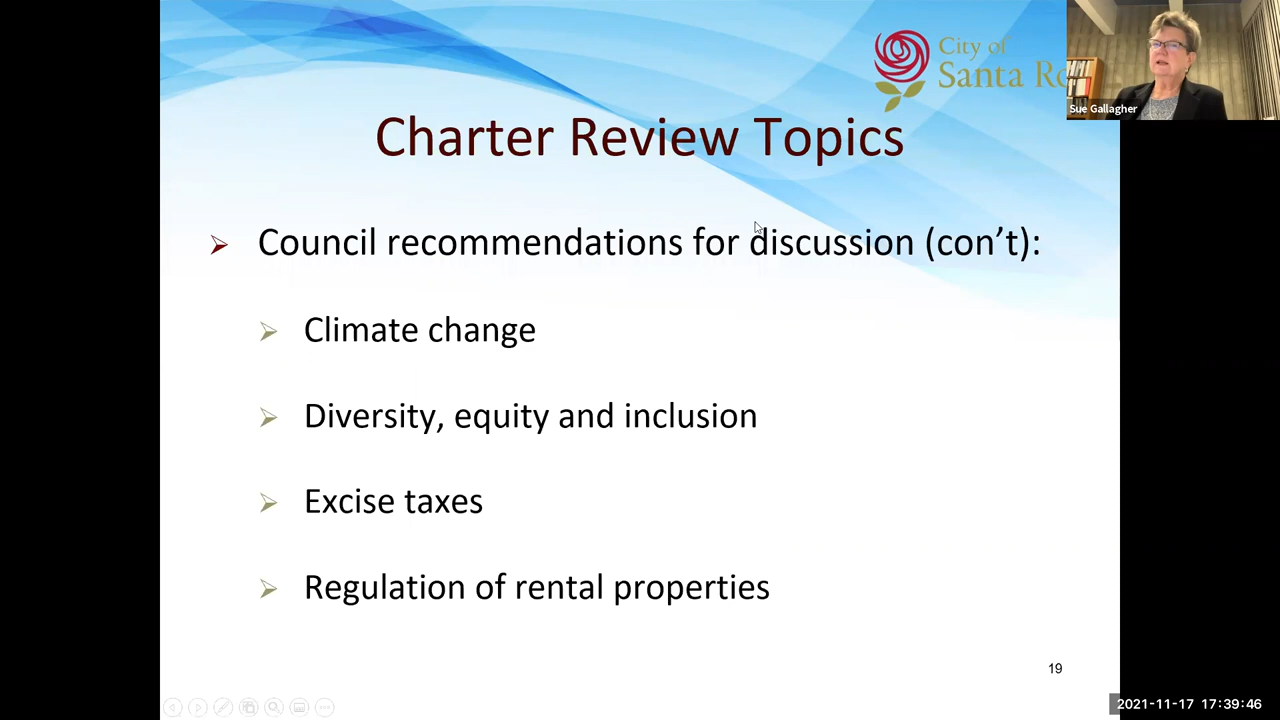 City of
Santa Ro
Sue Gallagher
Charter Review Topics
Council recommendations for discussion (con’t):
Climate change
Diversity, equity and inclusion
Excise taxes
Regulation of rental properties
19
2021-11-17 17:39:46